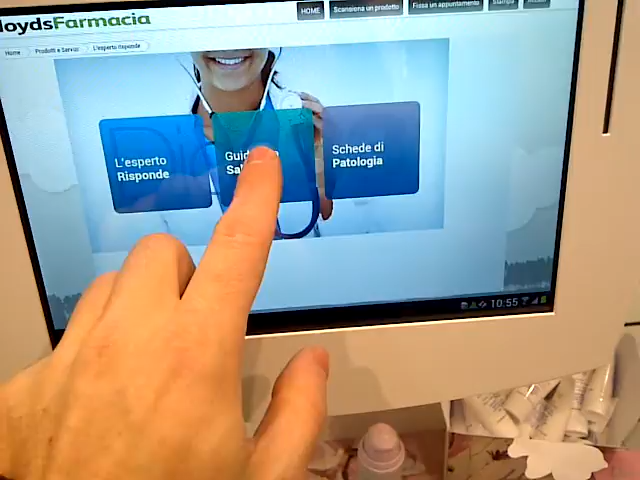 loydsFarmacia
HOME Scansiona un prodotto Fissa un appuntamento Stampa
Home Prodotti e Servizi L'esperto risponde
L'esperto
Risponde
Schede di
Patologia
10:55